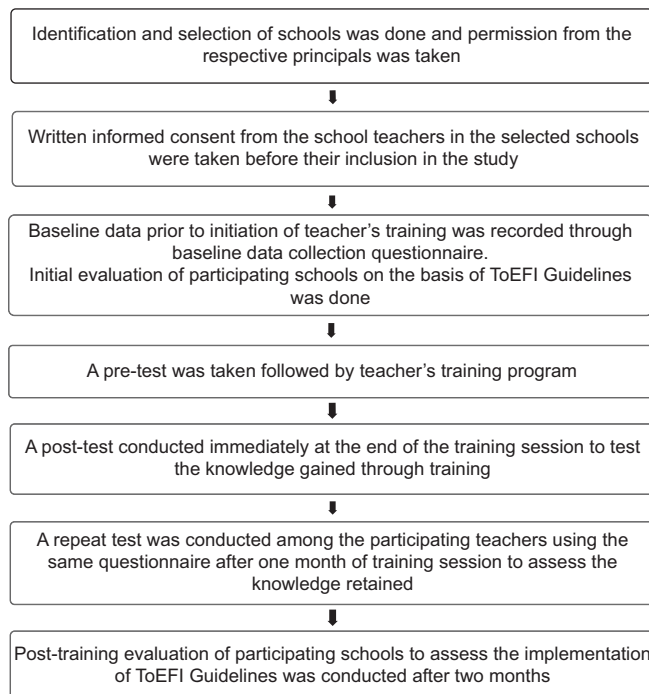 Identification and selection of schools was done and permission from the
respective principals was taken
Written informed consent from the school teachers in the selected schools
were taken before their inclusion in the study
Baseline data prior to initiation of teacher's training was recorded through
baseline data collection questionnaire.
Initial evaluation of participating schools on the basis of ToEFI Guidelines
was done
A pre-test was taken followed by teacher's training program
A post-test conducted immediately at the end of the training session to test
the knowledge gained through training
A repeat test was conducted among the participating teachers using the
same questionnaire after one month of training session to assess the
knowledge retained
Post-training evaluation of participating schools to assess the implementation
of ToEFI Guidelines was conducted after two months